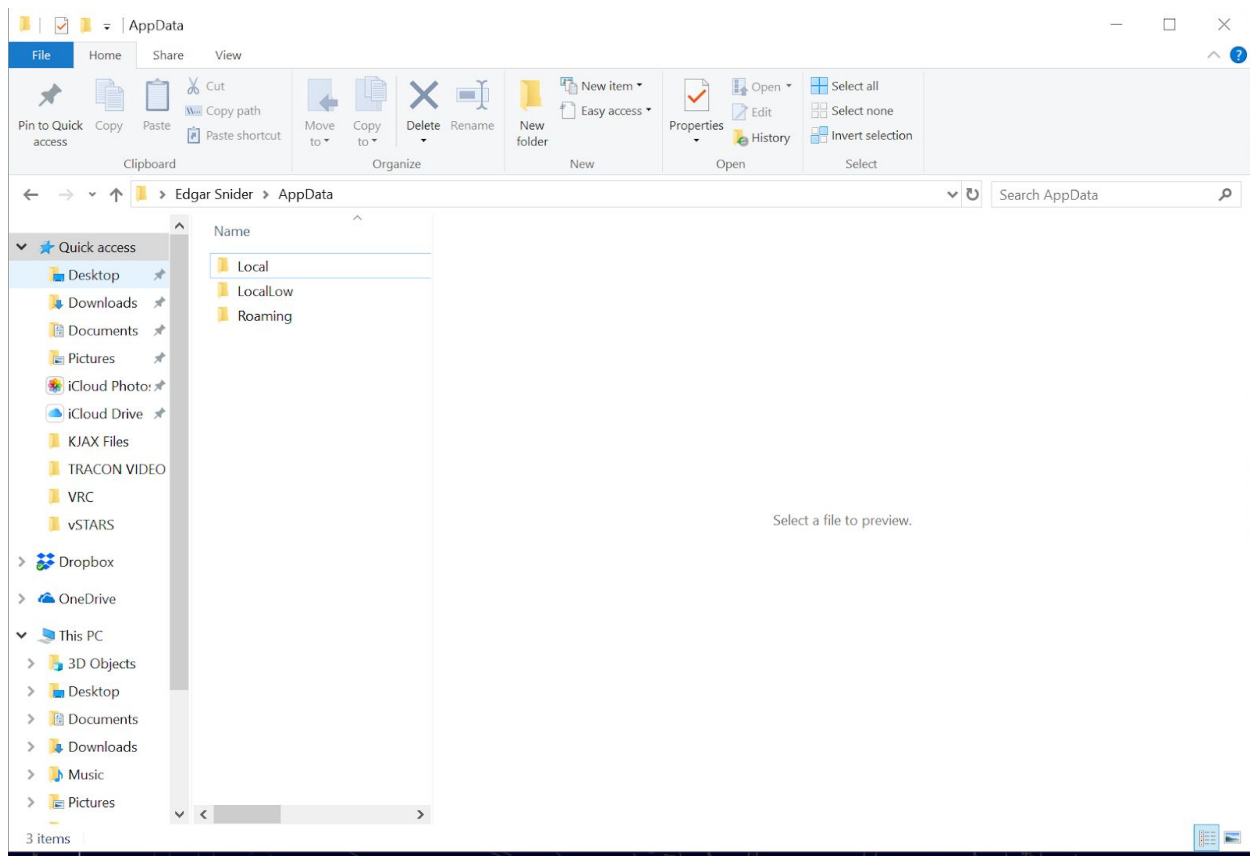 AppData
File Home Share View
Pin to Quick access
Copy
Paste
Cut
Copy path
Paste shortcut
Clipboard
Move to
Copy to
Delete
Rename
Organize
New folder
New item
Easy access
New
Properties
Open
Edit
History
Open
Select all
Select none
Invert selection
Select
Edgar Snider > AppData
Search AppData
Quick access
Desktop
Downloads
Documents
Pictures
iCloud Photo
iCloud Drive
KJAX Files
TRACON VIDEO
VRC
vSTARS
Dropbox
OneDrive
This PC
3D Objects
Desktop
Documents
Downloads
Music
Pictures
Name
Local
LocalLow
Roaming
Select a file to preview.
3 items